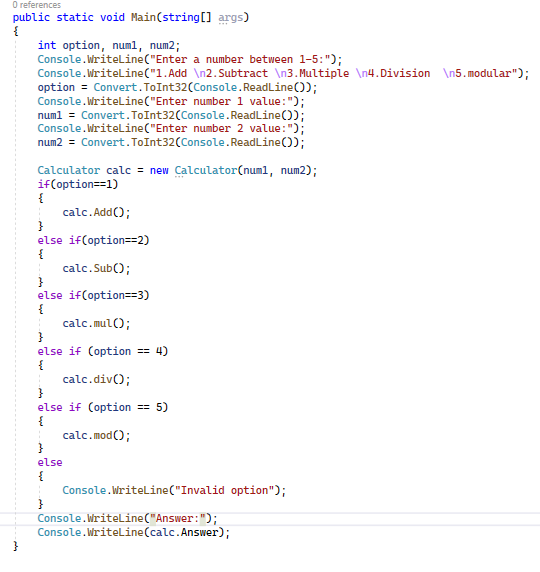 0 references
public static void Main(string[] args)
{
int option, num1, num2;
Console.WriteLine("Enter a number between 1-5:");
Console.WriteLine("1.Add \n2.Subtract \n3.Multiple \n4.Division  \n5.modular");
option = Convert.ToInt32(Console.ReadLine());
Console.WriteLine("Enter number 1 value:");
num1 = Convert.ToInt32(Console.ReadLine());
Console.WriteLine("Enter number 2 value:");
num2 = Convert.ToInt32(Console.ReadLine());
Calculator calc = new Calculator(num1, num2);
if(option==1)
{
calc.Add();
}
else if(option==2)
{
calc.Sub();
}
else if(option==3)
{
calc.mul();
}
else if (option == 4)
{
calc.div();
}
else if (option == 5)
{
calc.mod();
}
else
{
Console.WriteLine("Invalid option");
}
Console.WriteLine("Answer:");
Console.WriteLine(calc.Answer);
}